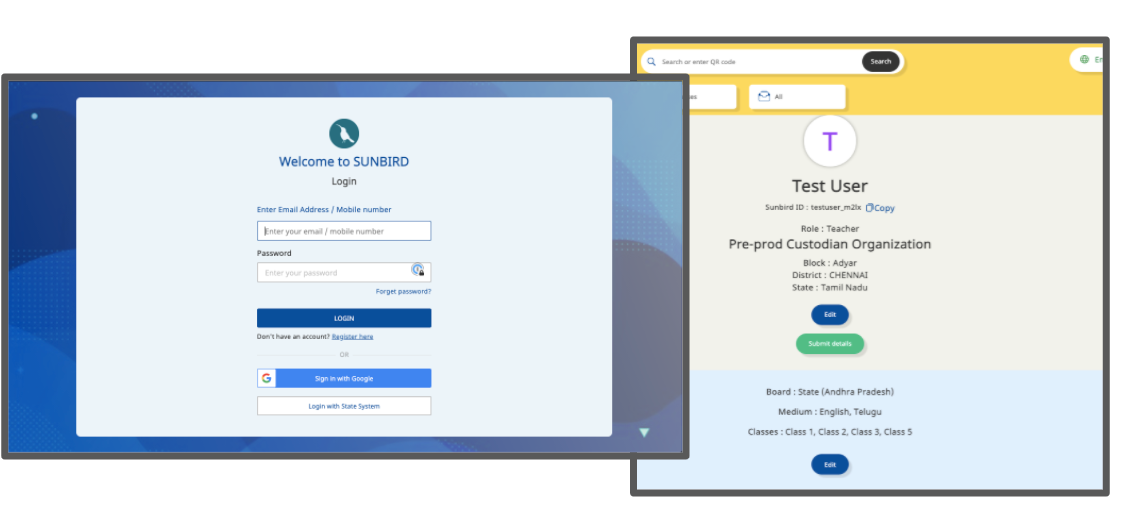 Welcome to SUNBIRD
Login
Enter Email Address / Mobile number
Enter your email / mobile number
Password
Enter your password
Forget password?
LOGIN
Don't have an account? Register here
OR
G Sign in with Google
Login with State System
Search or enter QR code
Search
All
T
Test User
Sunbird ID : testuser_m2lx Copy
Role : Teacher
Pre-prod Custodian Organization
Block : Adyar
District : CHENNAI
State : Tamil Nadu
Edit
Submit details
Board : State (Andhra Pradesh)
Medium : English, Telugu
Classes : Class 1, Class 2, Class 3, Class 5
Edit